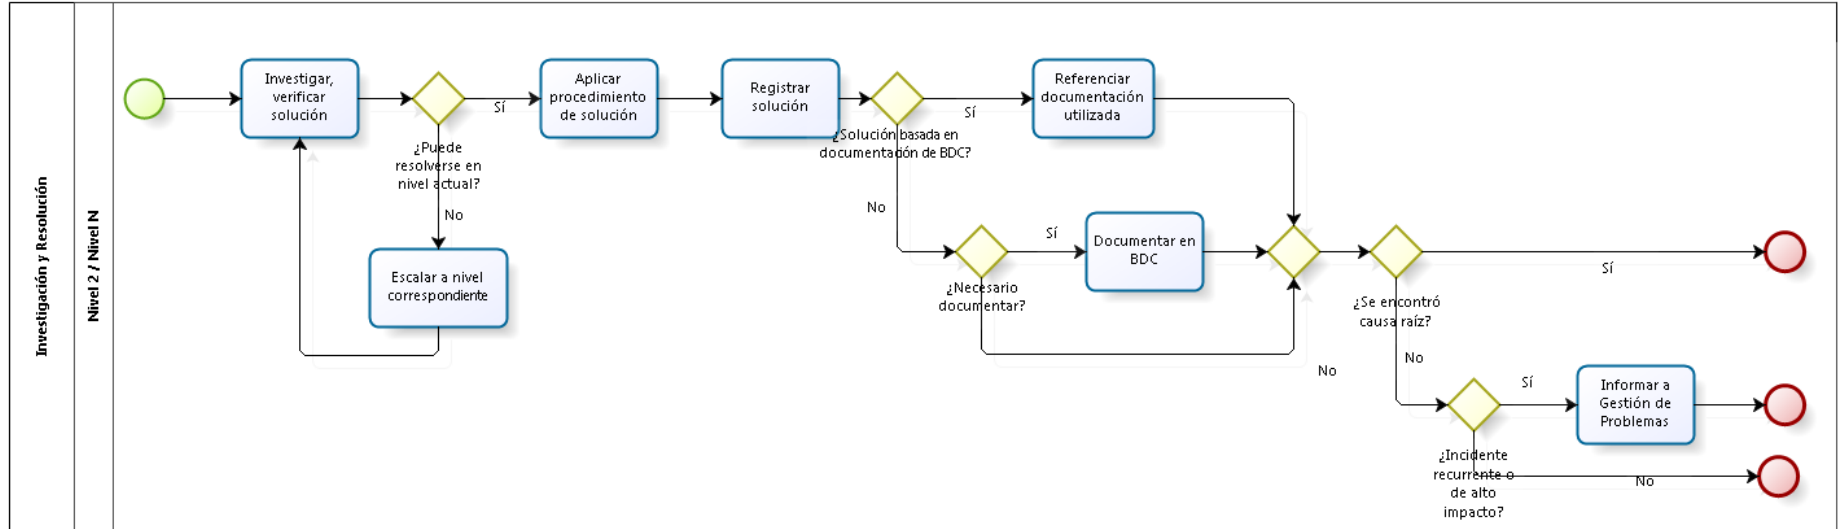 Investigación y Resolución
Nivel 2 / Nivel N
Investigar,
verificar
solución
¿Puede
resolverse en
nivel actual?
Sí
No
Escalar a nivel
correspondiente
Aplicar
procedimiento
de solución
Registrar
solución
¿Solución basada en
documentación de BDC?
Sí
No
Referenciar
documentación
utilizada
¿Necesario
documentar?
Sí
No
Documentar en
BDC
¿Se encontró
causa raíz?
Sí
No
¿Incidente
recurrente o
de alto
impacto?
Sí
No
Informar a
Gestión de
Problemas